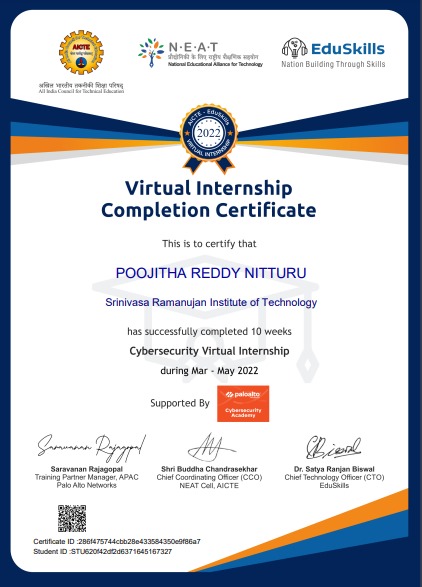 AICTE
अखिल भारतीय तकनीकी शिक्षा परिषद्
All India Council for Technical Education
N·E·A·T
प्रौद्योगिकी के लिए राष्ट्रीय शैक्षणिक सहयोग
National Educational Alliance for Technology
EduSkills
Nation Building Through Skills
AICTE - EduSkills
2022
VIRTUAL INTERNSHIP
Virtual Internship
Completion Certificate
This is to certify that
POOJITHA REDDY NITTURU
Srinivasa Ramanujan Institute of Technology
has successfully completed 10 weeks
Cybersecurity Virtual Internship
during Mar - May 2022
Supported By
paloalto
Cybersecurity
Academy
Saravanan Rajagopal
Saravanan Rajagopal
Training Partner Manager, APAC
Palo Alto Networks
Shri Buddha Chandrasekhar
Chief Coordinating Officer (CCO)
NEAT Cell, AICTE
Dr. Satya Ranjan Biswal
Chief Technology Officer (CTO)
EduSkills
Certificate ID :286f475744cbb28e433584350e9f86a7
Student ID :STU620f42df2d6371645167327